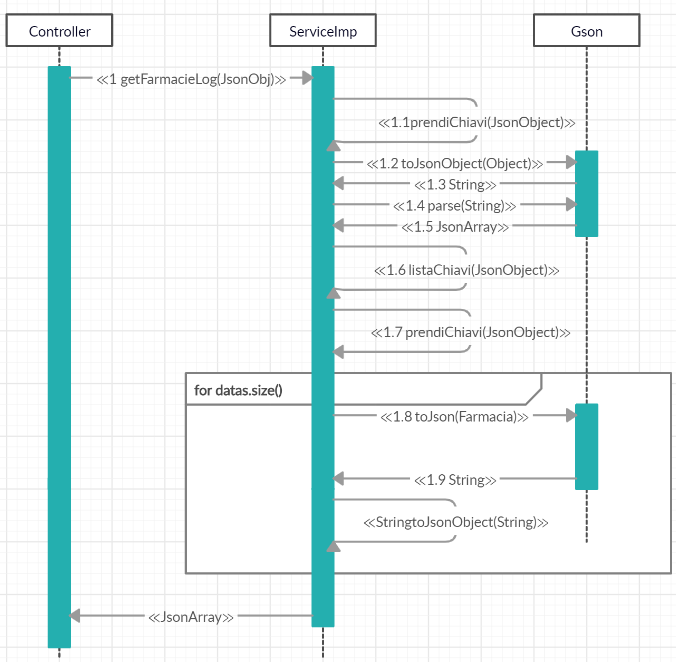 Controller
ServiceImp
Gson
≪1 getFarmacieLog(JsonObj)≫
≪1.1prendiChiavi(JsonObject)≫
≪1.2 toJsonObject(Object)≫
≪1.3 String≫
≪1.4 parse(String)≫
≪1.5 JsonArray≫
≪1.6 listaChiavi(JsonObject)≫
≪1.7 prendiChiavi(JsonObject)≫
for datas.size()
≪1.8 toJson(Farmacia)≫
≪1.9 String≫
≪StringtoJsonObject(String)≫
≪JsonArray≫